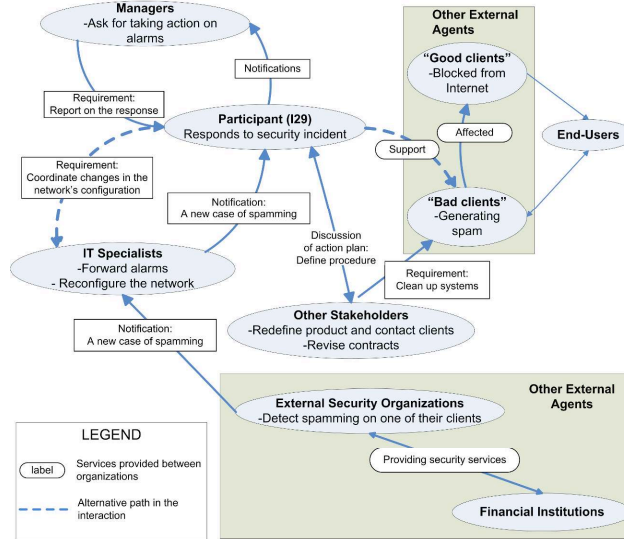 Managers
-Ask for taking action on
alarms
Other External
Agents
“Good clients”
-Blocked from
Internet
Notifications
Requirement:
Report on the response
Participant (I29)
Responds to security incident
Affected
End-Users
Support
Requirement:
Coordinate changes in the
network's configuration
Notification:
A new case of spamming
“Bad clients”
-Generating
spam
Discussion
of action plan:
Define procedure
IT Specialists
-Forward alarms
- Reconfigure the network
Requirement:
Clean up systems
Other Stakeholders
-Redefine product and contact clients
-Revise contracts
Notification:
A new case of spamming
Other External
Agents
External Security Organizations
-Detect spamming on one of their clients
Providing security services
Financial Institutions
LEGEND
label
Services provided between
organizations
Alternative path in the
interaction